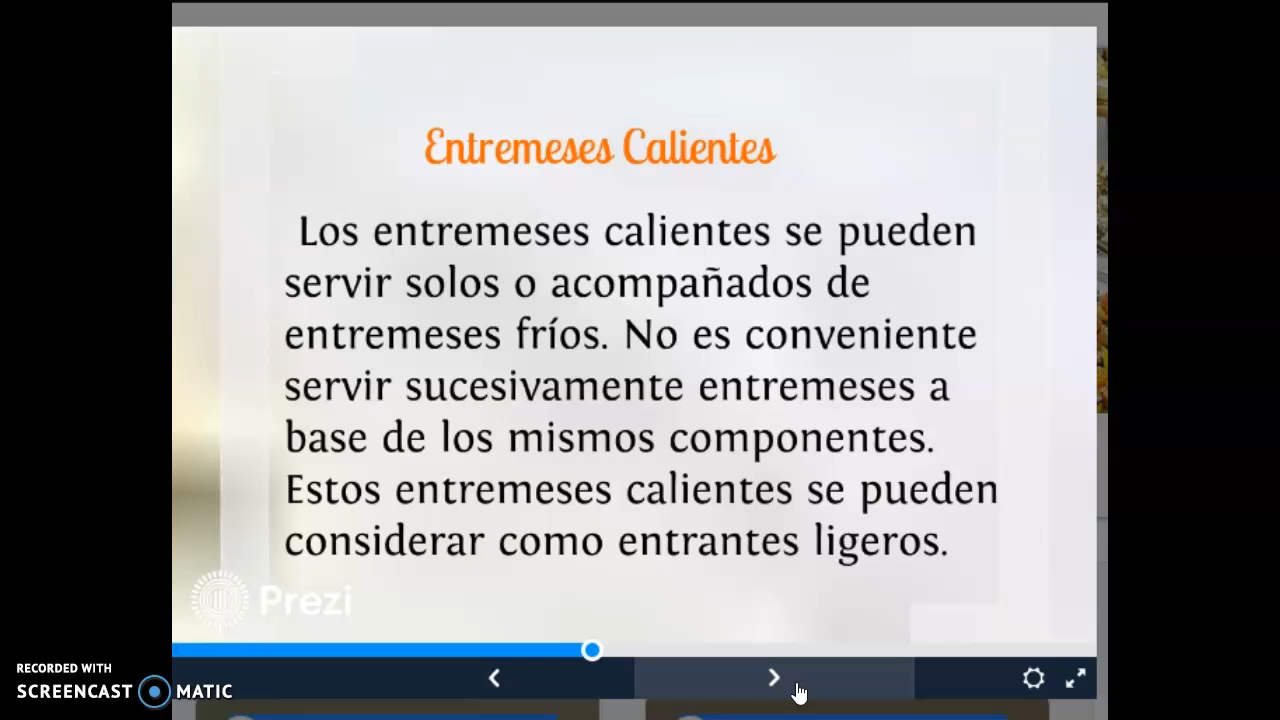 Entremeses Calientes
Los entremeses calientes se pueden
servir solos o acompañados de
entremeses fríos. No es conveniente
servir sucesivamente entremeses a
base de los mismos componentes.
Estos entremeses calientes se pueden
considerar como entrantes ligeros.
Prezi
RECORDED WITH
SCREENCAST MATIC